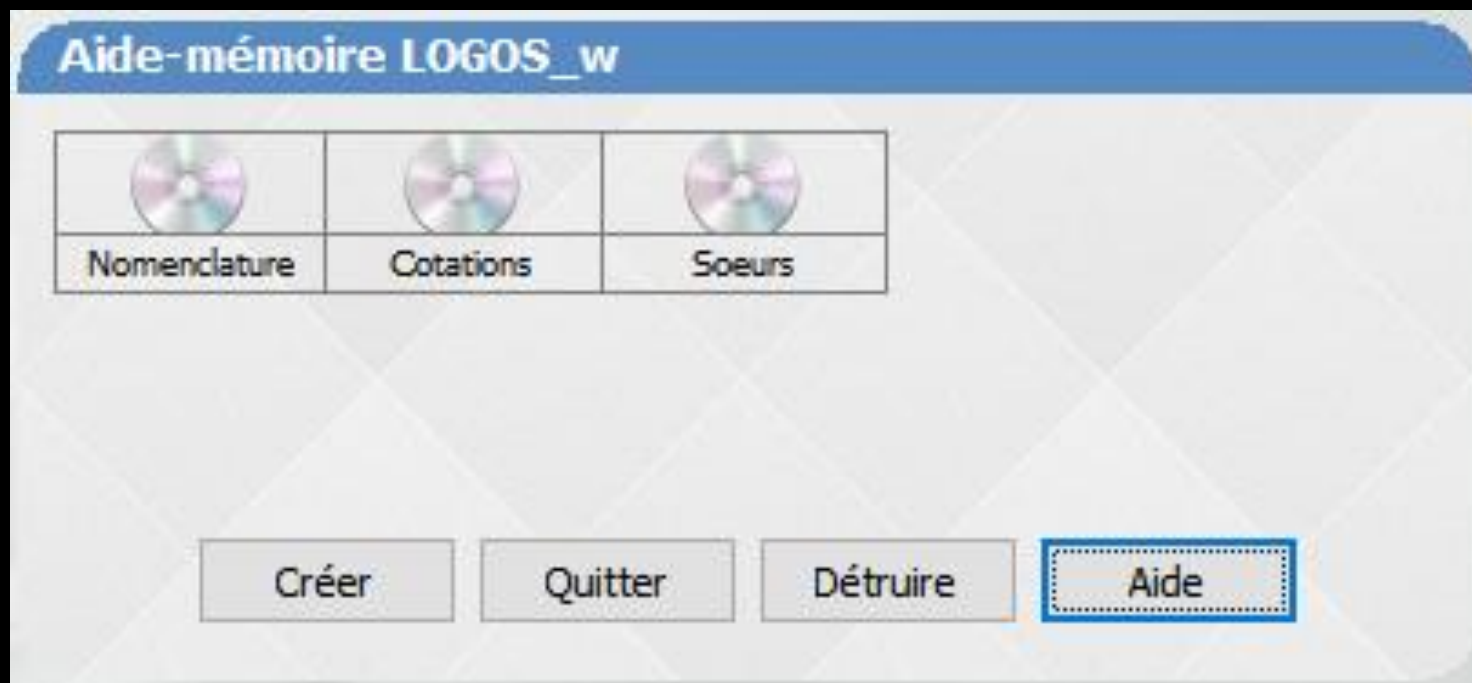 Aide-mémoire LOGOS_w
Nomenclature Cotations Soeurs
Créer Quitter Détruire Aide